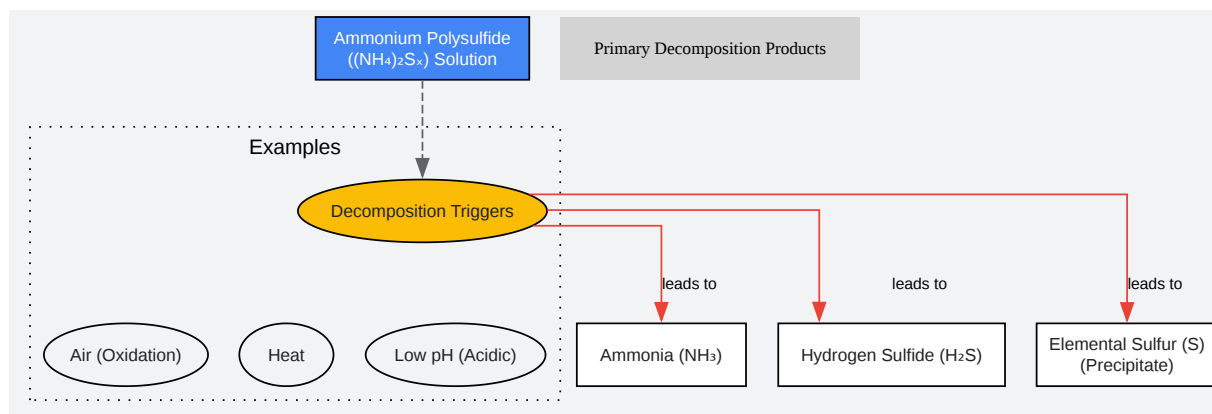 Ammonium Polysulfide
((NH₄)₂Sₓ) Solution
Primary Decomposition Products
Examples
Decomposition Triggers
leads to
leads to
leads to
Air (Oxidation)
Heat
Low pH (Acidic)
Ammonia (NH₃)
Hydrogen Sulfide (H₂S)
Elemental Sulfur (S)
(Precipitate)